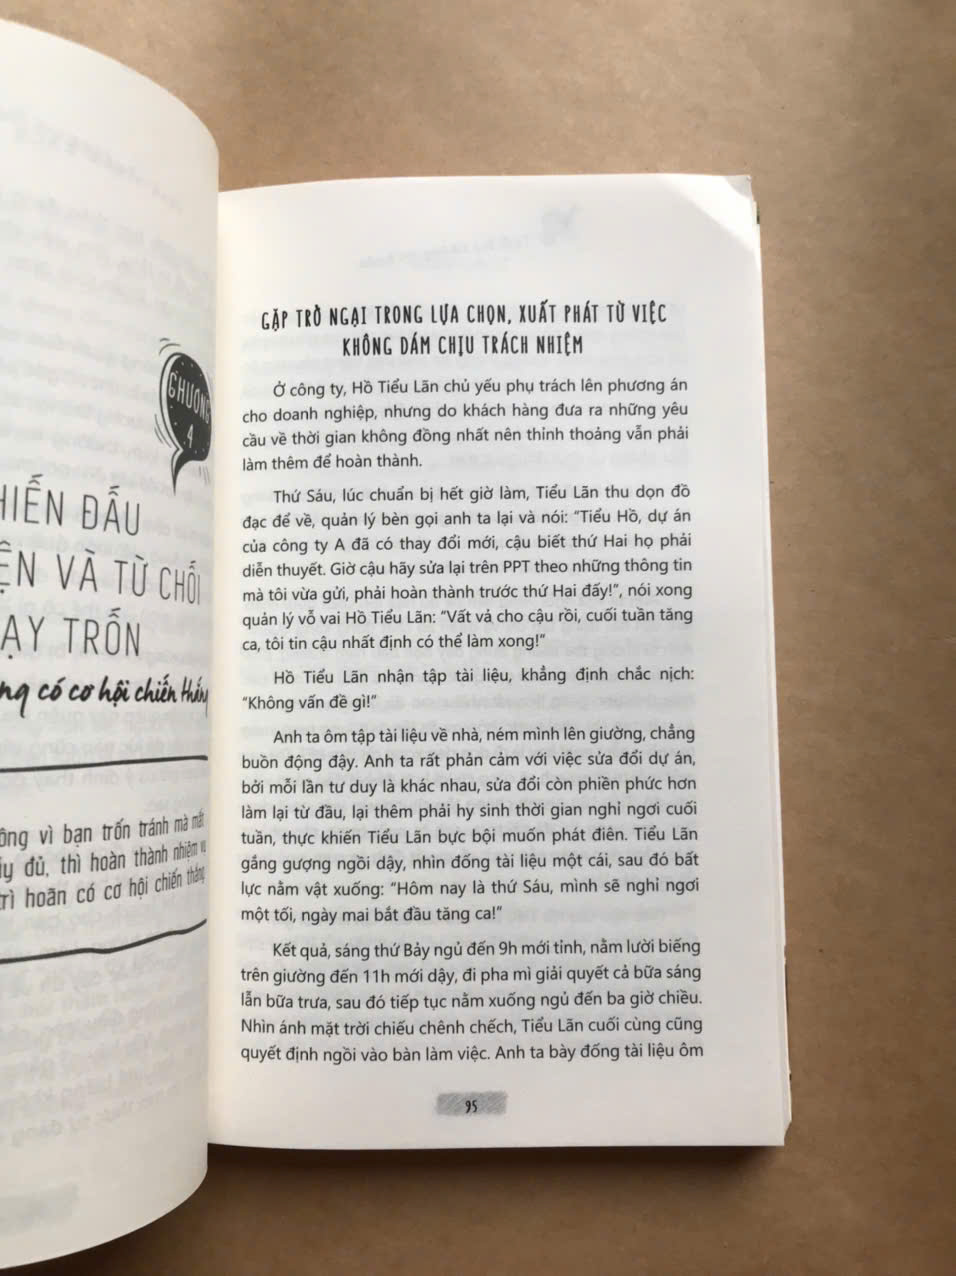 CHƯƠNG
4
HIẾN ĐẤU
ỆN VÀ TỪ CHỐI
ẠY TRỐN
ng có cơ hội chiến thắng
ông vì bạn trốn tránh mà mất
ầy đủ, thì hoàn thành nhiệm vụ
trì hoãn có cơ hội chiến thắng
GẶP TRỞ NGẠI TRONG LỰA CHỌN, XUẤT PHÁT TỪ VIỆC
KHÔNG DÁM CHỊU TRÁCH NHIỆM
Ở công ty, Hồ Tiểu Lãn chủ yếu phụ trách lên phương án
cho doanh nghiệp, nhưng do khách hàng đưa ra những yêu
cầu về thời gian không đồng nhất nên thỉnh thoảng vẫn phải
làm thêm để hoàn thành.
Thứ Sáu, lúc chuẩn bị hết giờ làm, Tiểu Lãn thu dọn đồ
đạc để về, quản lý bèn gọi anh ta lại và nói: “Tiểu Hồ, dự án
của công ty A đã có thay đổi mới, cậu biết thứ Hai họ phải
diễn thuyết. Giờ cậu hãy sửa lại trên PPT theo những thông tin
mà tôi vừa gửi, phải hoàn thành trước thứ Hai đấy!”, nói xong
quản lý vỗ vai Hồ Tiểu Lãn: “Vất vả cho cậu rồi, cuối tuần tăng
ca, tôi tin cậu nhất định có thể làm xong!”
Hồ Tiểu Lãn nhận tập tài liệu, khẳng định chắc nịch:
“Không vấn đề gì!”
Anh ta ôm tập tài liệu về nhà, ném mình lên giường, chẳng
buồn động đậy. Anh ta rất phản cảm với việc sửa đổi dự án,
bởi mỗi lần tư duy là khác nhau, sửa đổi còn phiền phức hơn
làm lại từ đầu, lại thêm phải hy sinh thời gian nghỉ ngơi cuối
tuần, thực khiến Tiểu Lãn bực bội muốn phát điên. Tiểu Lãn
gắng gượng ngồi dậy, nhìn đống tài liệu một cái, sau đó bất
lực nằm vật xuống: “Hôm nay là thứ Sáu, mình sẽ nghỉ ngơi
một tối, ngày mai bắt đầu tăng ca!”
Kết quả, sáng thứ Bảy ngủ đến 9h mới tỉnh, nằm lười biếng
trên giường đến 11h mới dậy, đi pha mì giải quyết cả bữa sáng
lẫn bữa trưa, sau đó tiếp tục nằm xuống ngủ đến ba giờ chiều.
Nhìn ánh mặt trời chiếu chênh chếch, Tiểu Lãn cuối cùng cũng
quyết định ngồi vào bàn làm việc. Anh ta bày đống tài liệu ôm
95